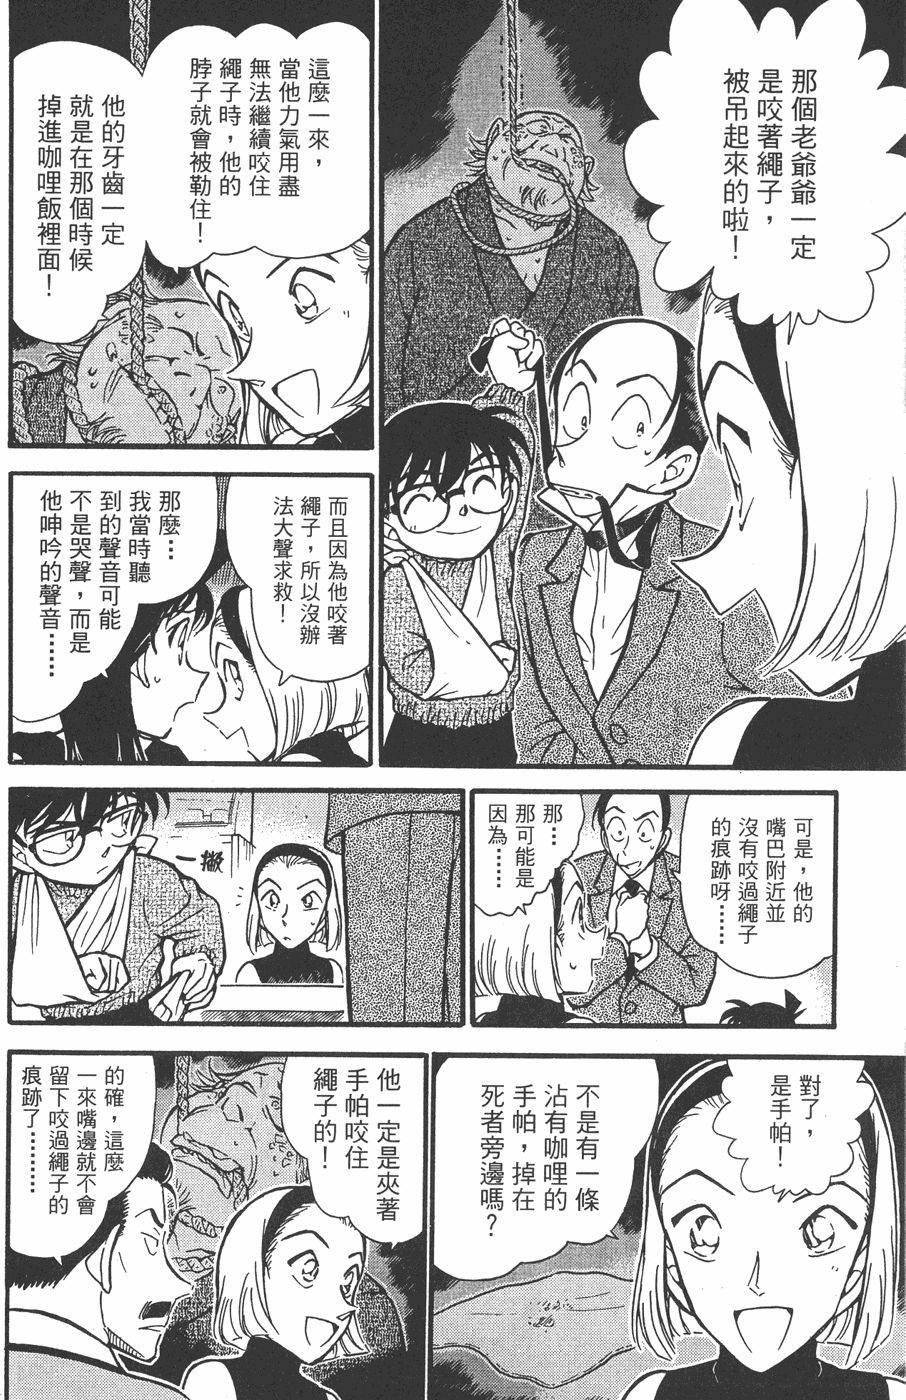 那個老爺爺一定
是咬著繩子，
被吊起來的啦！
這麼一來，
當他力氣用盡
無法繼續咬住
繩子時，他的
脖子就會被勒住！
他的牙齒一定
就是在那個時候
掉進咖哩飯裡面！
而且因為他咬著
繩子，所以沒辦
法大聲求救！
那麼…
我當時聽
到的聲音可能
不是哭聲，而是
他呻吟的聲音……
可是，他的
嘴巴附近並
沒有咬過繩子
的痕跡呀……
那…
那可能是
因為……
一撇
對了，
是手帕！
不是有一條
沾有咖哩的
手帕，掉在
死者旁邊嗎？
他一定是夾著
手帕咬住
繩子的！
的確，這麼
一來嘴邊就不會
留下咬過繩子的
痕跡了………